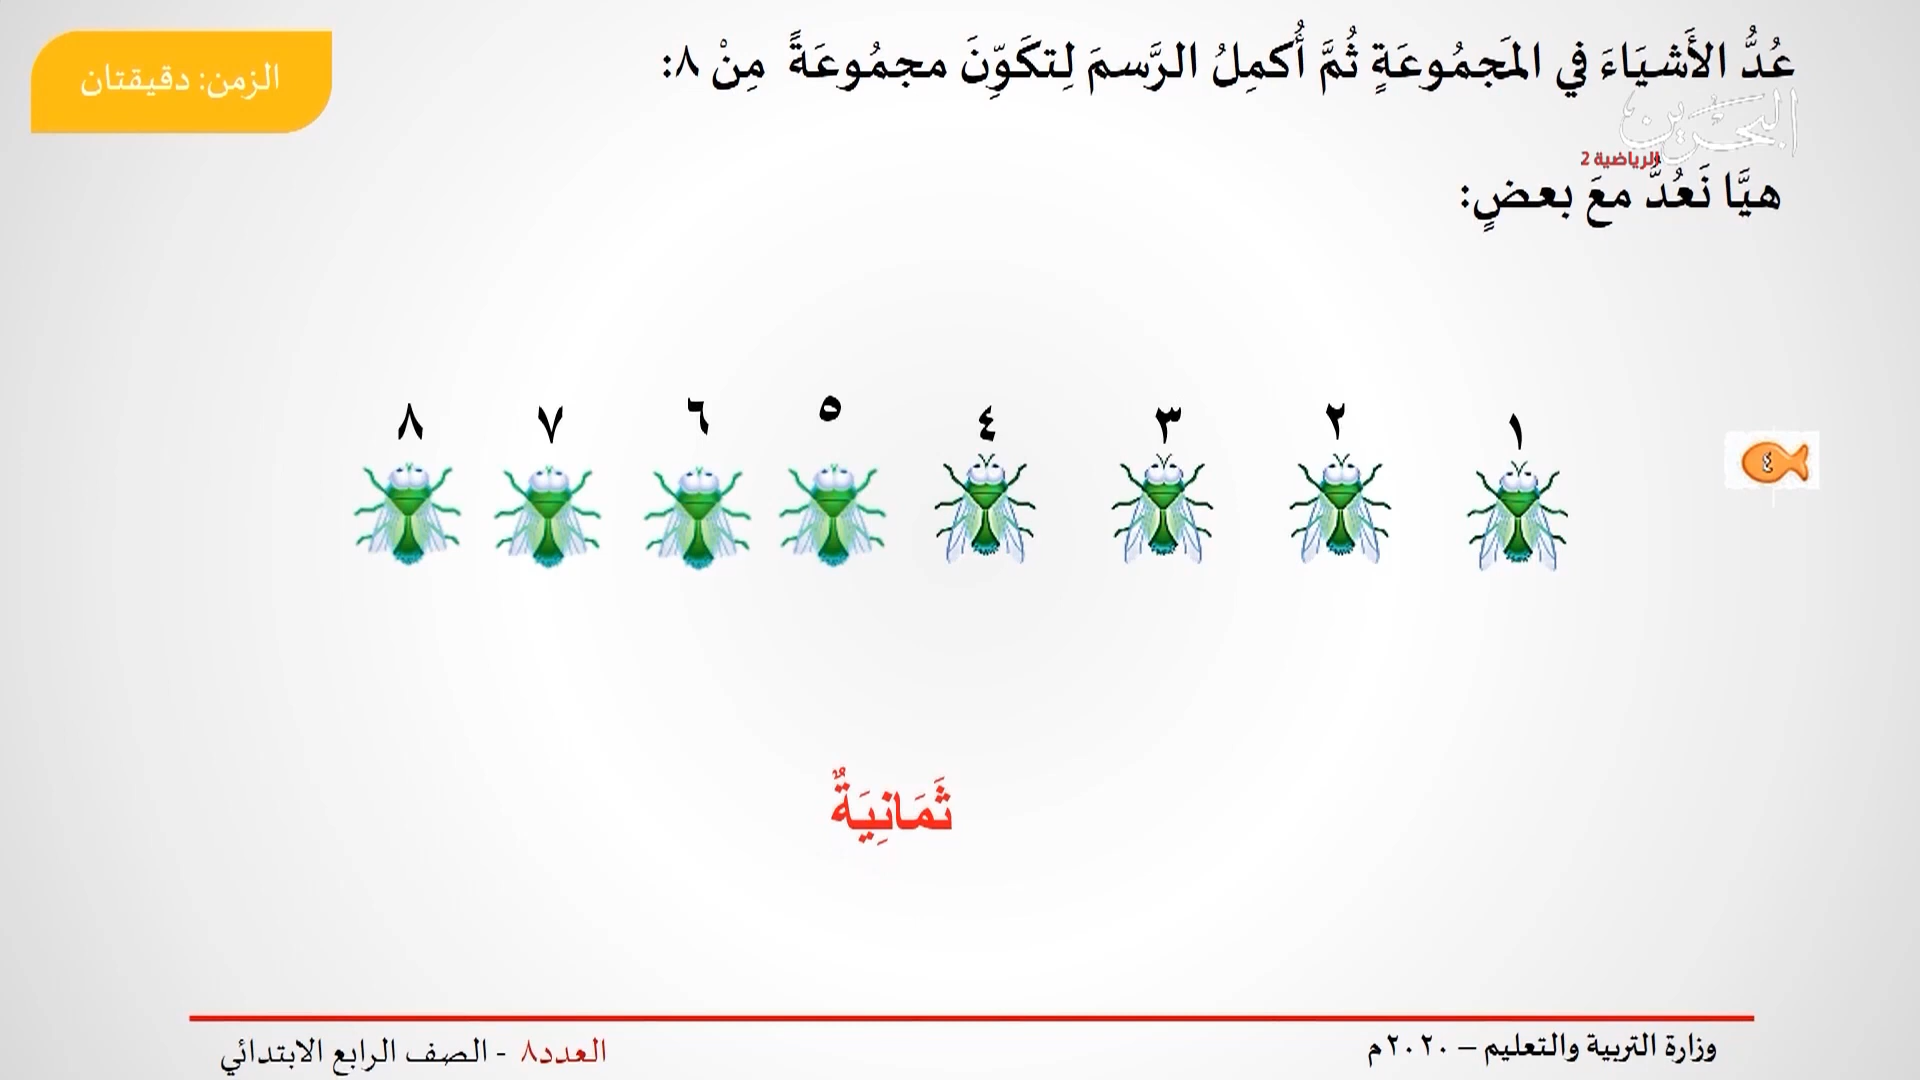 عُدُّ الأَشيَاءَ في المَجمُوعَةٍ ثُمَّ أُكمِلُ الرَّسمَ لِتكَوِّنَ مجمُوعَةً مِنْ ٨:
الزمن: دقيقتان
البحرين
الرياضية 2
هيَّا نَعُدُّ معَ بعضٍ:
١ ٢ ٣ ٤ ٥ ٦ ٧ ٨
٤
ثَمَانِيَةٌ
وزارة التربية والتعليم – ٢٠٢٠م
العدد٨ - الصف الرابع الابتدائي